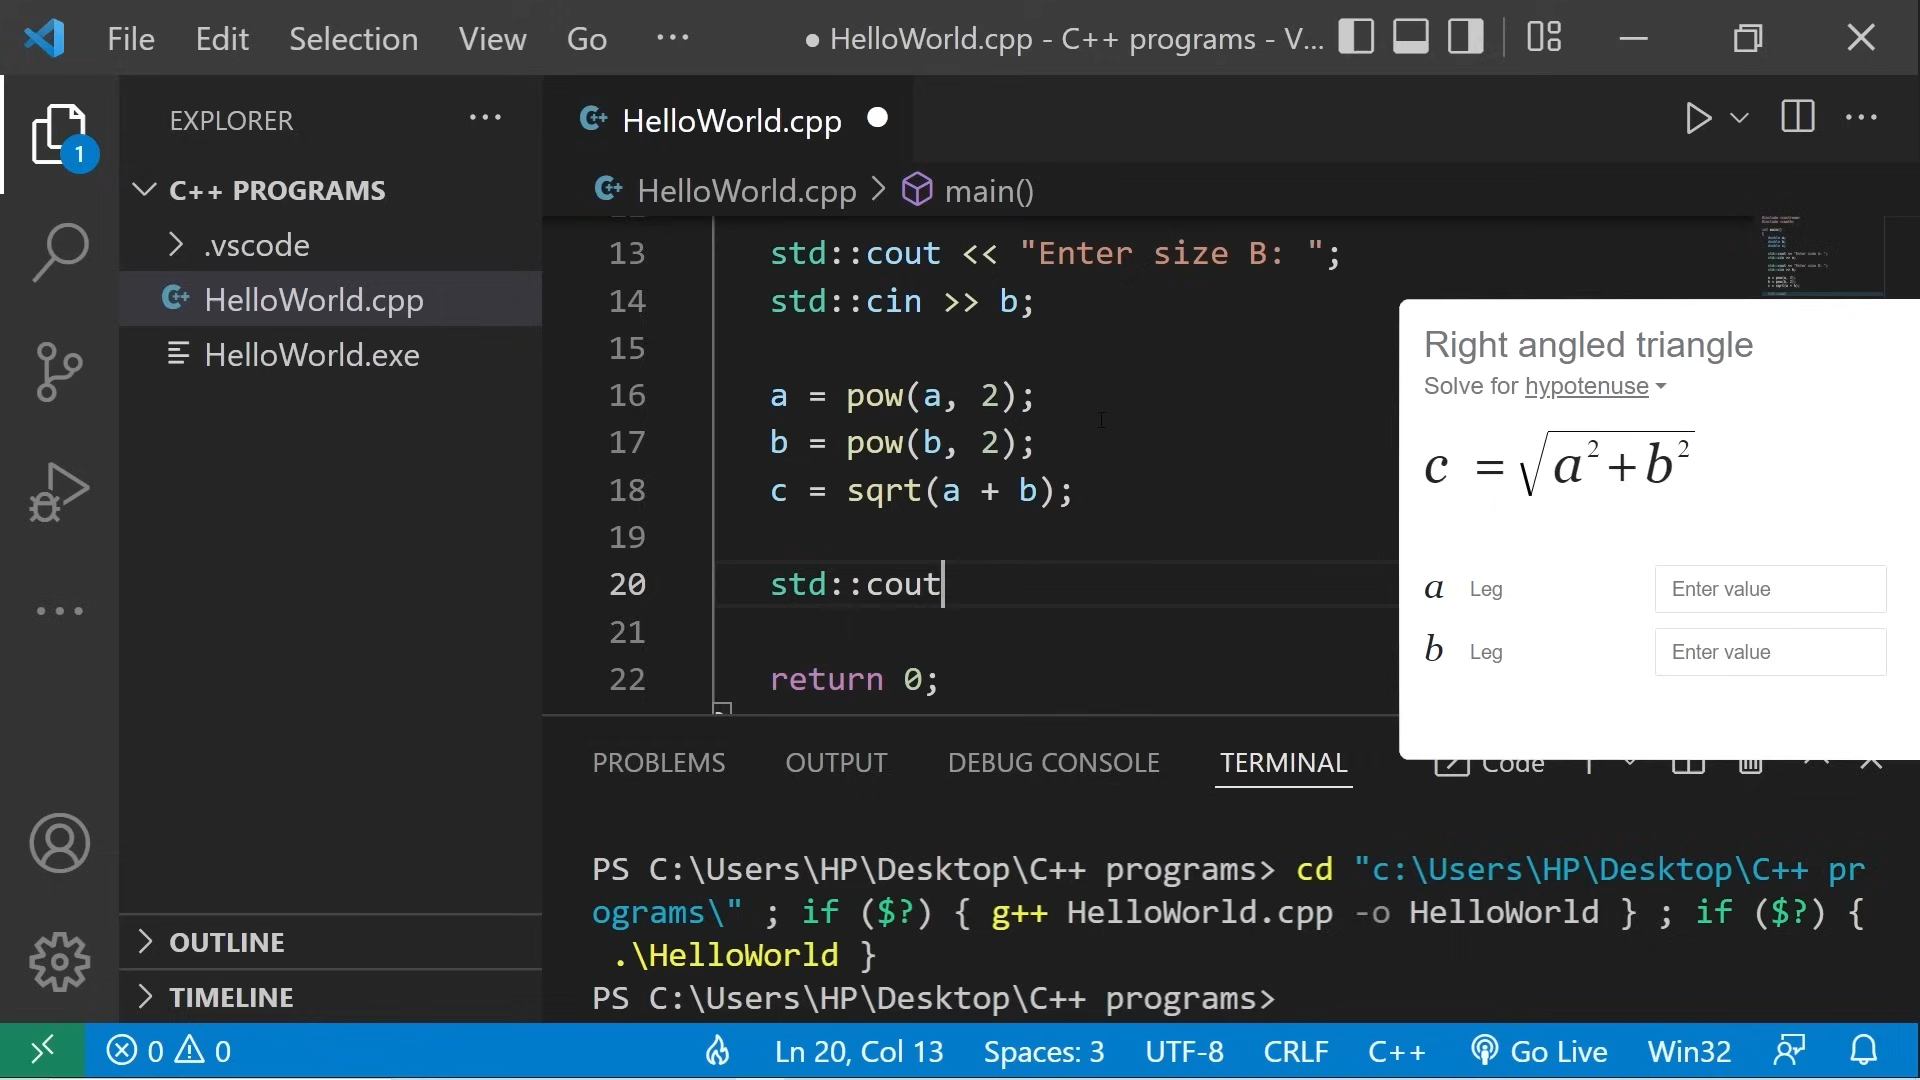 File Edit Selection View Go ··· ● HelloWorld.cpp - C++ programs - V...
1
EXPLORER ···
C++ PROGRAMS
.vscode
HelloWorld.cpp
HelloWorld.exe
OUTLINE
TIMELINE
HelloWorld.cpp ●
HelloWorld.cpp > main()
13 std::cout << "Enter size B: ";
14 std::cin >> b;
15
16 a = pow(a, 2);
17 b = pow(b, 2);
18 c = sqrt(a + b);
19
20 std::cout
21
22 return 0;
Right angled triangle
Solve for hypotenuse
c = √a²+b²
a Leg Enter value
b Leg Enter value
PROBLEMS OUTPUT DEBUG CONSOLE TERMINAL Code
PS C:\Users\HP\Desktop\C++ programs> cd "c:\Users\HP\Desktop\C++ pr
ograms\" ; if ($?) { g++ HelloWorld.cpp -o HelloWorld } ; if ($?) {
.\HelloWorld }
PS C:\Users\HP\Desktop\C++ programs>
0 0 Ln 20, Col 13 Spaces: 3 UTF-8 CRLF C++ Go Live Win32